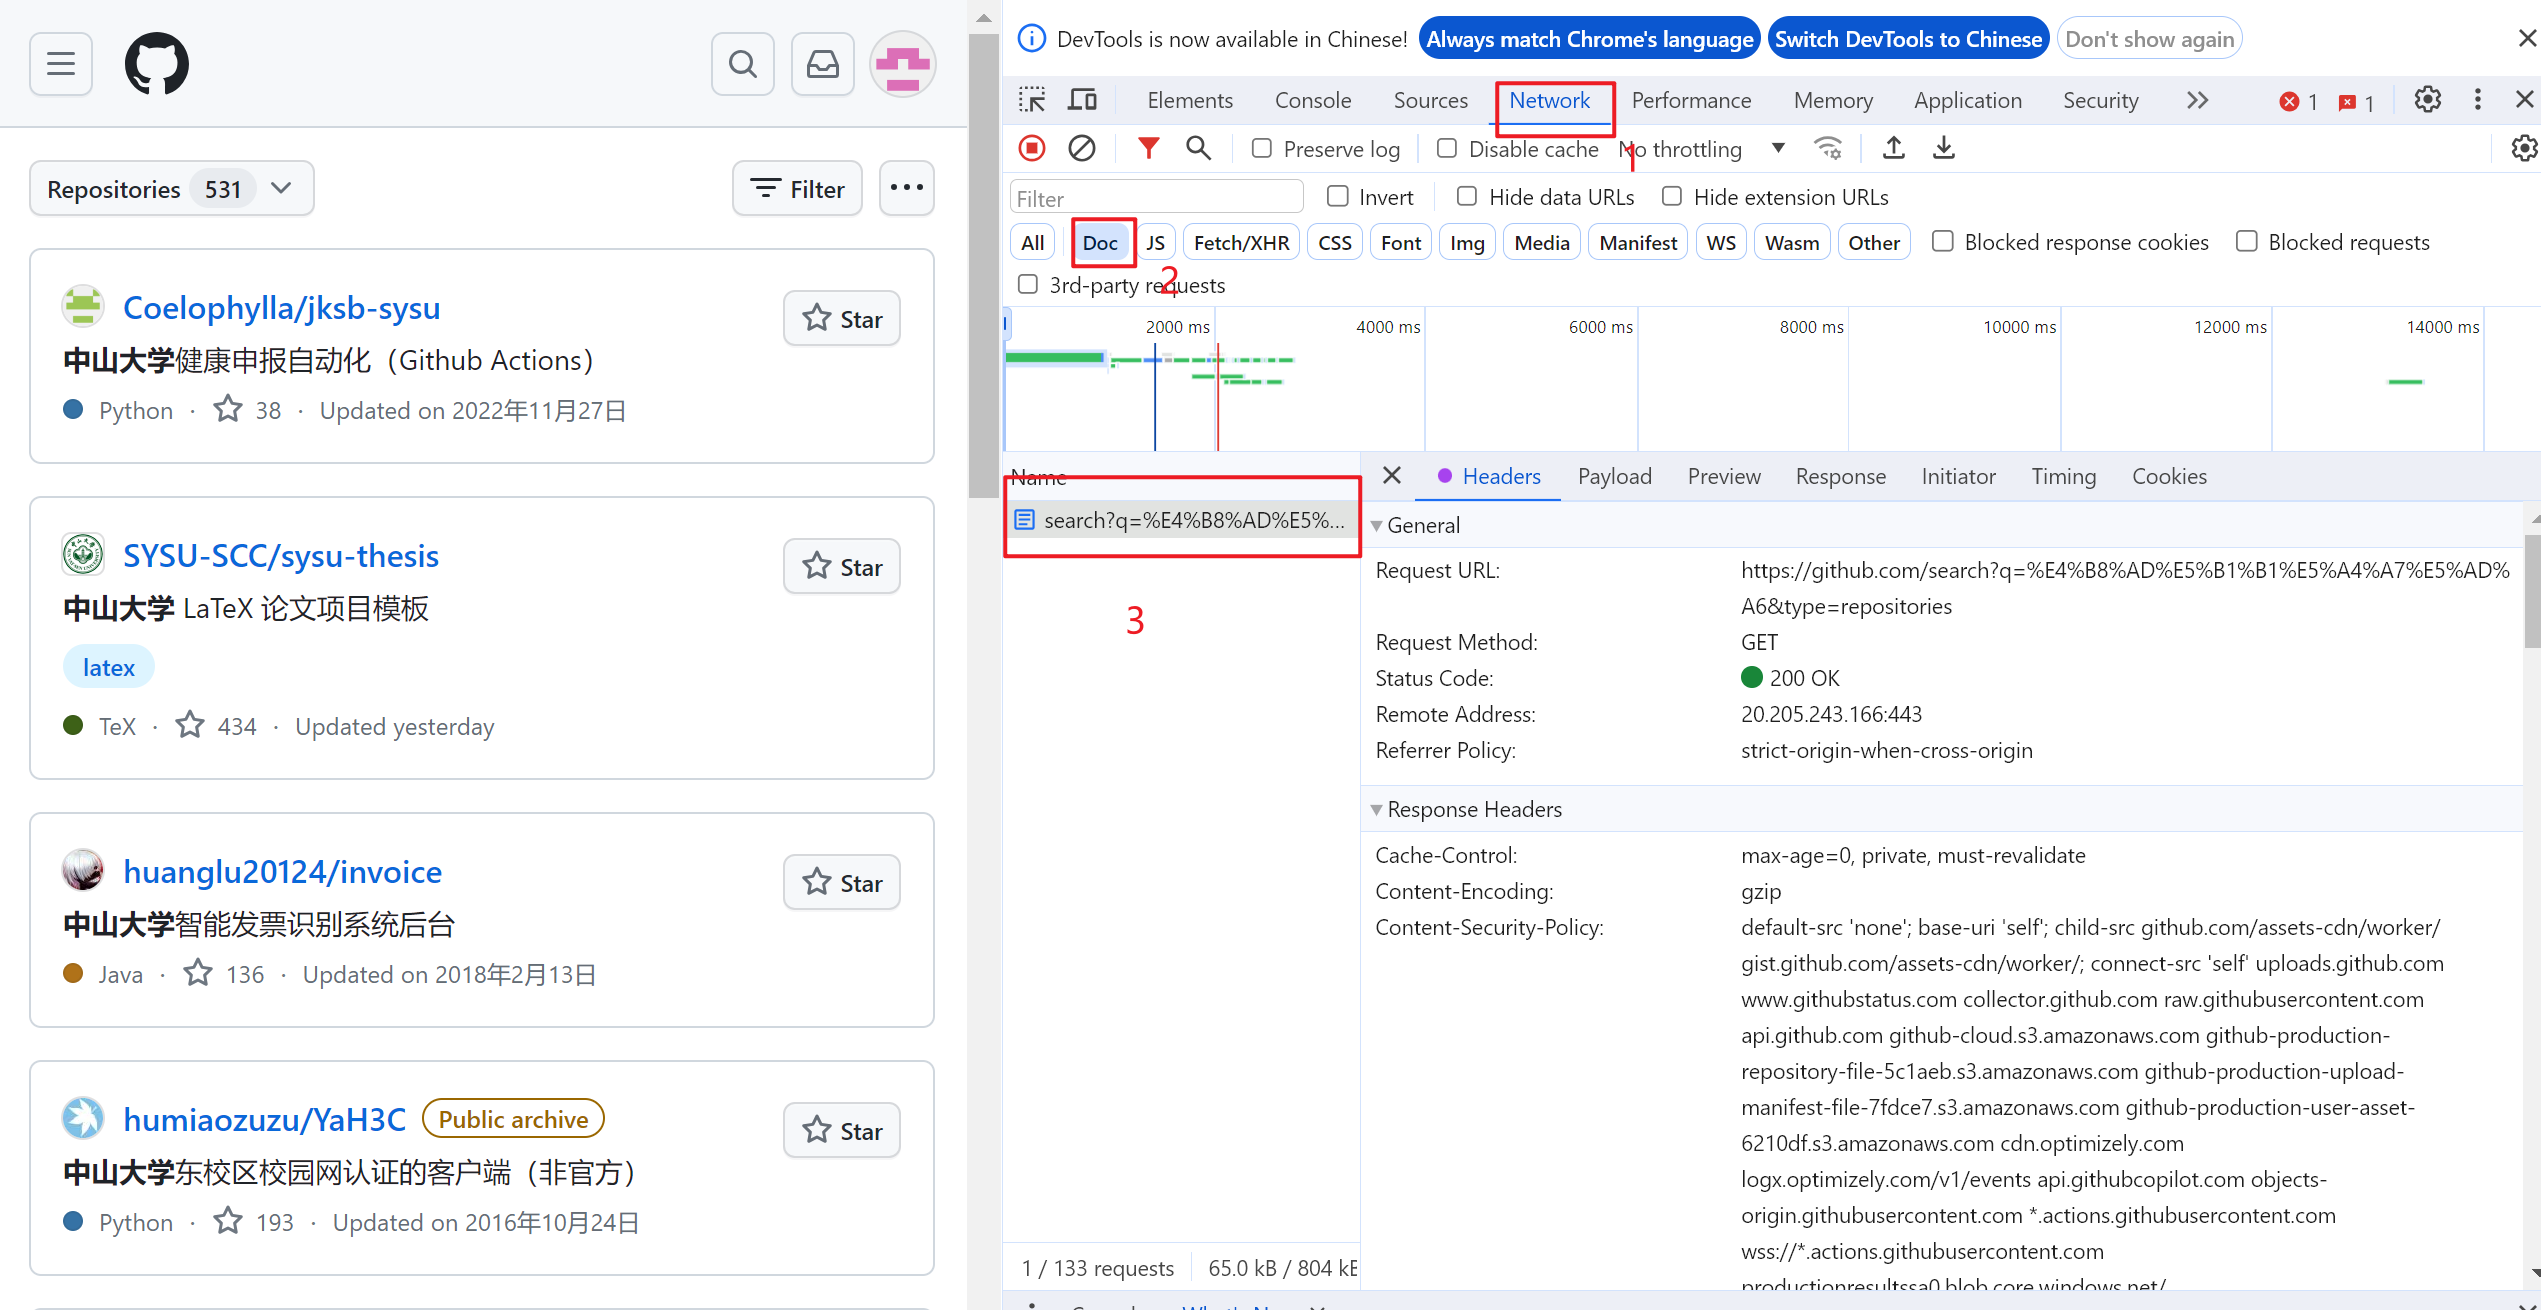 Repositories 531
Filter
Coelophylla/jksb-sysu
Star
中山大学健康申报自动化（Github Actions）
Python · 38 · Updated on 2022年11月27日
SYSU-SCC/sysu-thesis
Star
中山大学 LaTeX 论文项目模板
latex
TeX · 434 · Updated yesterday
huanglu20124/invoice
Star
中山大学智能发票识别系统后台
Java · 136 · Updated on 2018年2月13日
humiaozuzu/YaH3C Public archive
Star
中山大学东校区校园网认证的客户端（非官方）
Python · 193 · Updated on 2016年10月24日
DevTools is now available in Chinese! Always match Chrome's language Switch DevTools to Chinese Don't show again
Elements Console Sources Network Performance Memory Application Security 1 1
Preserve log Disable cache No throttling
1
Filter Invert Hide data URLs Hide extension URLs
All Doc JS Fetch/XHR CSS Font Img Media Manifest WS Wasm Other Blocked response cookies Blocked requests
2
3rd-party requests
2000 ms 4000 ms 6000 ms 8000 ms 10000 ms 12000 ms 14000 ms
Name
search?q=%E4%B8%AD%E5%...
3
1 / 133 requests 65.0 kB / 804 kB
Headers Payload Preview Response Initiator Timing Cookies
General
Request URL: https://github.com/search?q=%E4%B8%AD%E5%B1%B1%E5%A4%A7%E5%AD%
A6&type=repositories
Request Method: GET
Status Code: 200 OK
Remote Address: 20.205.243.166:443
Referrer Policy: strict-origin-when-cross-origin
Response Headers
Cache-Control: max-age=0, private, must-revalidate
Content-Encoding: gzip
Content-Security-Policy: default-src 'none'; base-uri 'self'; child-src github.com/assets-cdn/worker/
gist.github.com/assets-cdn/worker/; connect-src 'self' uploads.github.com
www.githubstatus.com collector.github.com raw.githubusercontent.com
api.github.com github-cloud.s3.amazonaws.com github-production-
repository-file-5c1aeb.s3.amazonaws.com github-production-upload-
manifest-file-7fdce7.s3.amazonaws.com github-production-user-asset-
6210df.s3.amazonaws.com cdn.optimizely.com
logx.optimizely.com/v1/events api.githubcopilot.com objects-
origin.githubusercontent.com *.actions.githubusercontent.com
wss://*.actions.githubusercontent.com
productionresultssa0.blob.core.windows.net/